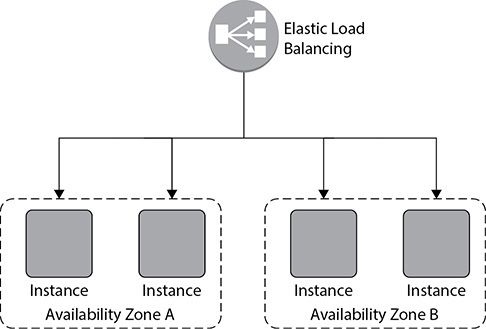 Elastic Load
Balancing
Instance
Instance
Instance
Instance
Availability Zone A
Availability Zone B